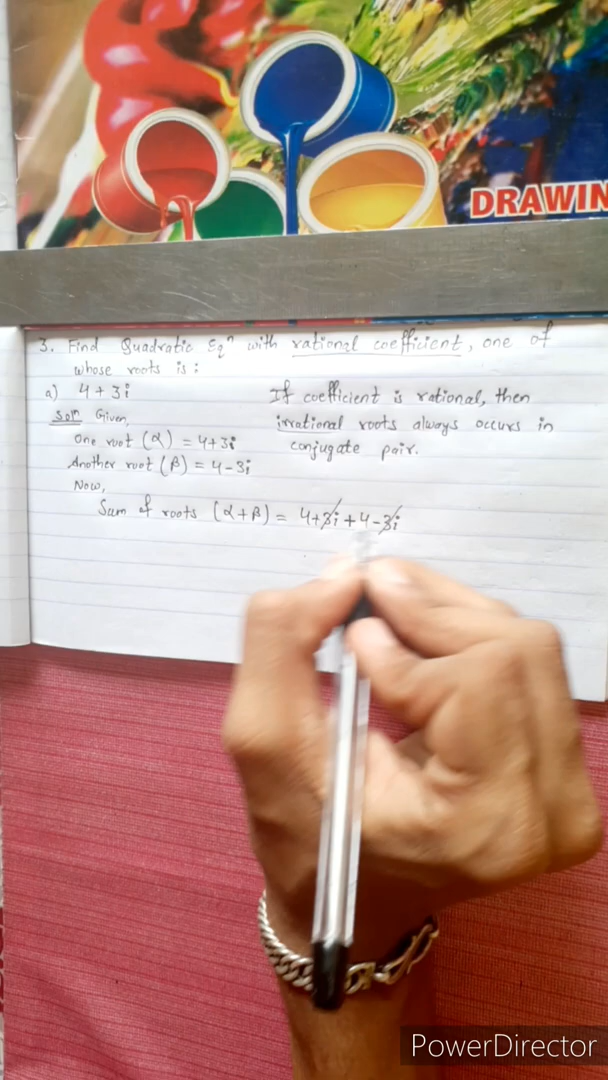 DRAWIN
3. Find Quadratic Eqⁿ with rational coefficient, one of
whose roots is :
a) 4 + 3i
Solⁿ Given,
One root (α) = 4+3i
Another root (β) = 4-3i
Now,
If coefficient is rational, then
irrational roots always occurs in
conjugate pair.
Sum of roots (α+β) = 4+3i +4-3i
PowerDirector